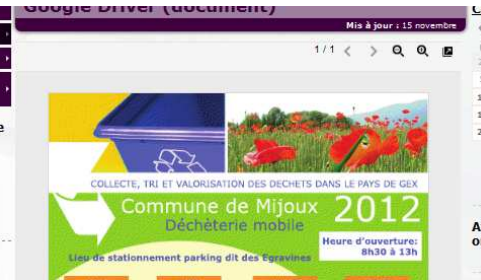 Google Driver (document)
Mis à jour : 15 novembre
1 / 1
COLLECTE, TRI ET VALORISATION DES DECHETS DANS LE PAYS DE GEX
Commune de Mijoux 2012
Déchèterie mobile
Heure d'ouverture:
8h30 à 13h
Lieu de stationnement parking dit des Egravines